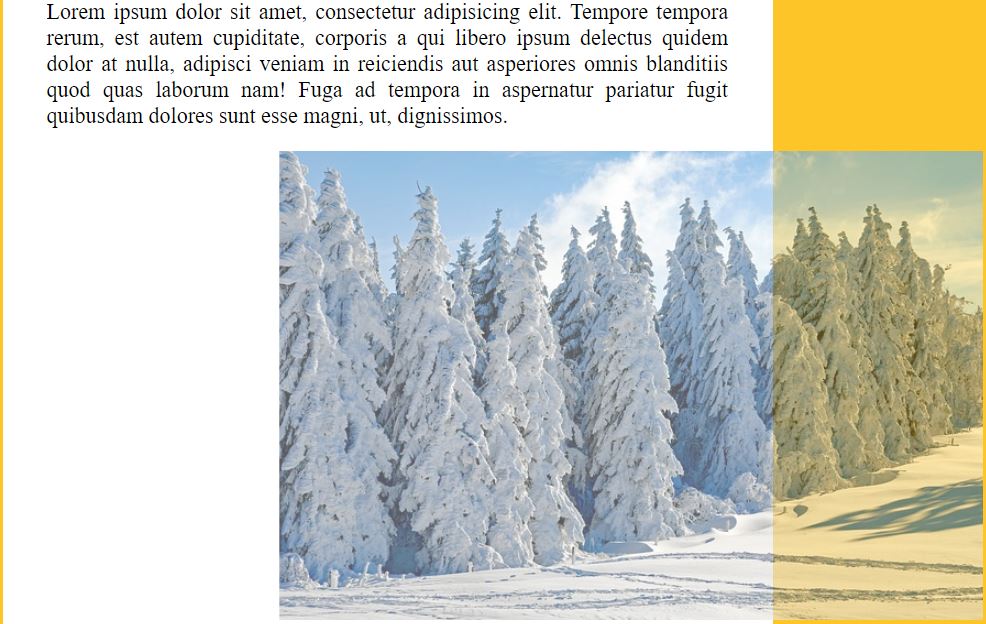 Lorem ipsum dolor sit amet, consectetur adipisicing elit. Tempore tempora
rerum, est autem cupiditate, corporis a qui libero ipsum delectus quidem
dolor at nulla, adipisci veniam in reiciendis aut asperiores omnis blanditiis
quod quas laborum nam! Fuga ad tempora in aspernatur pariatur fugit
quibusdam dolores sunt esse magni, ut, dignissimos.